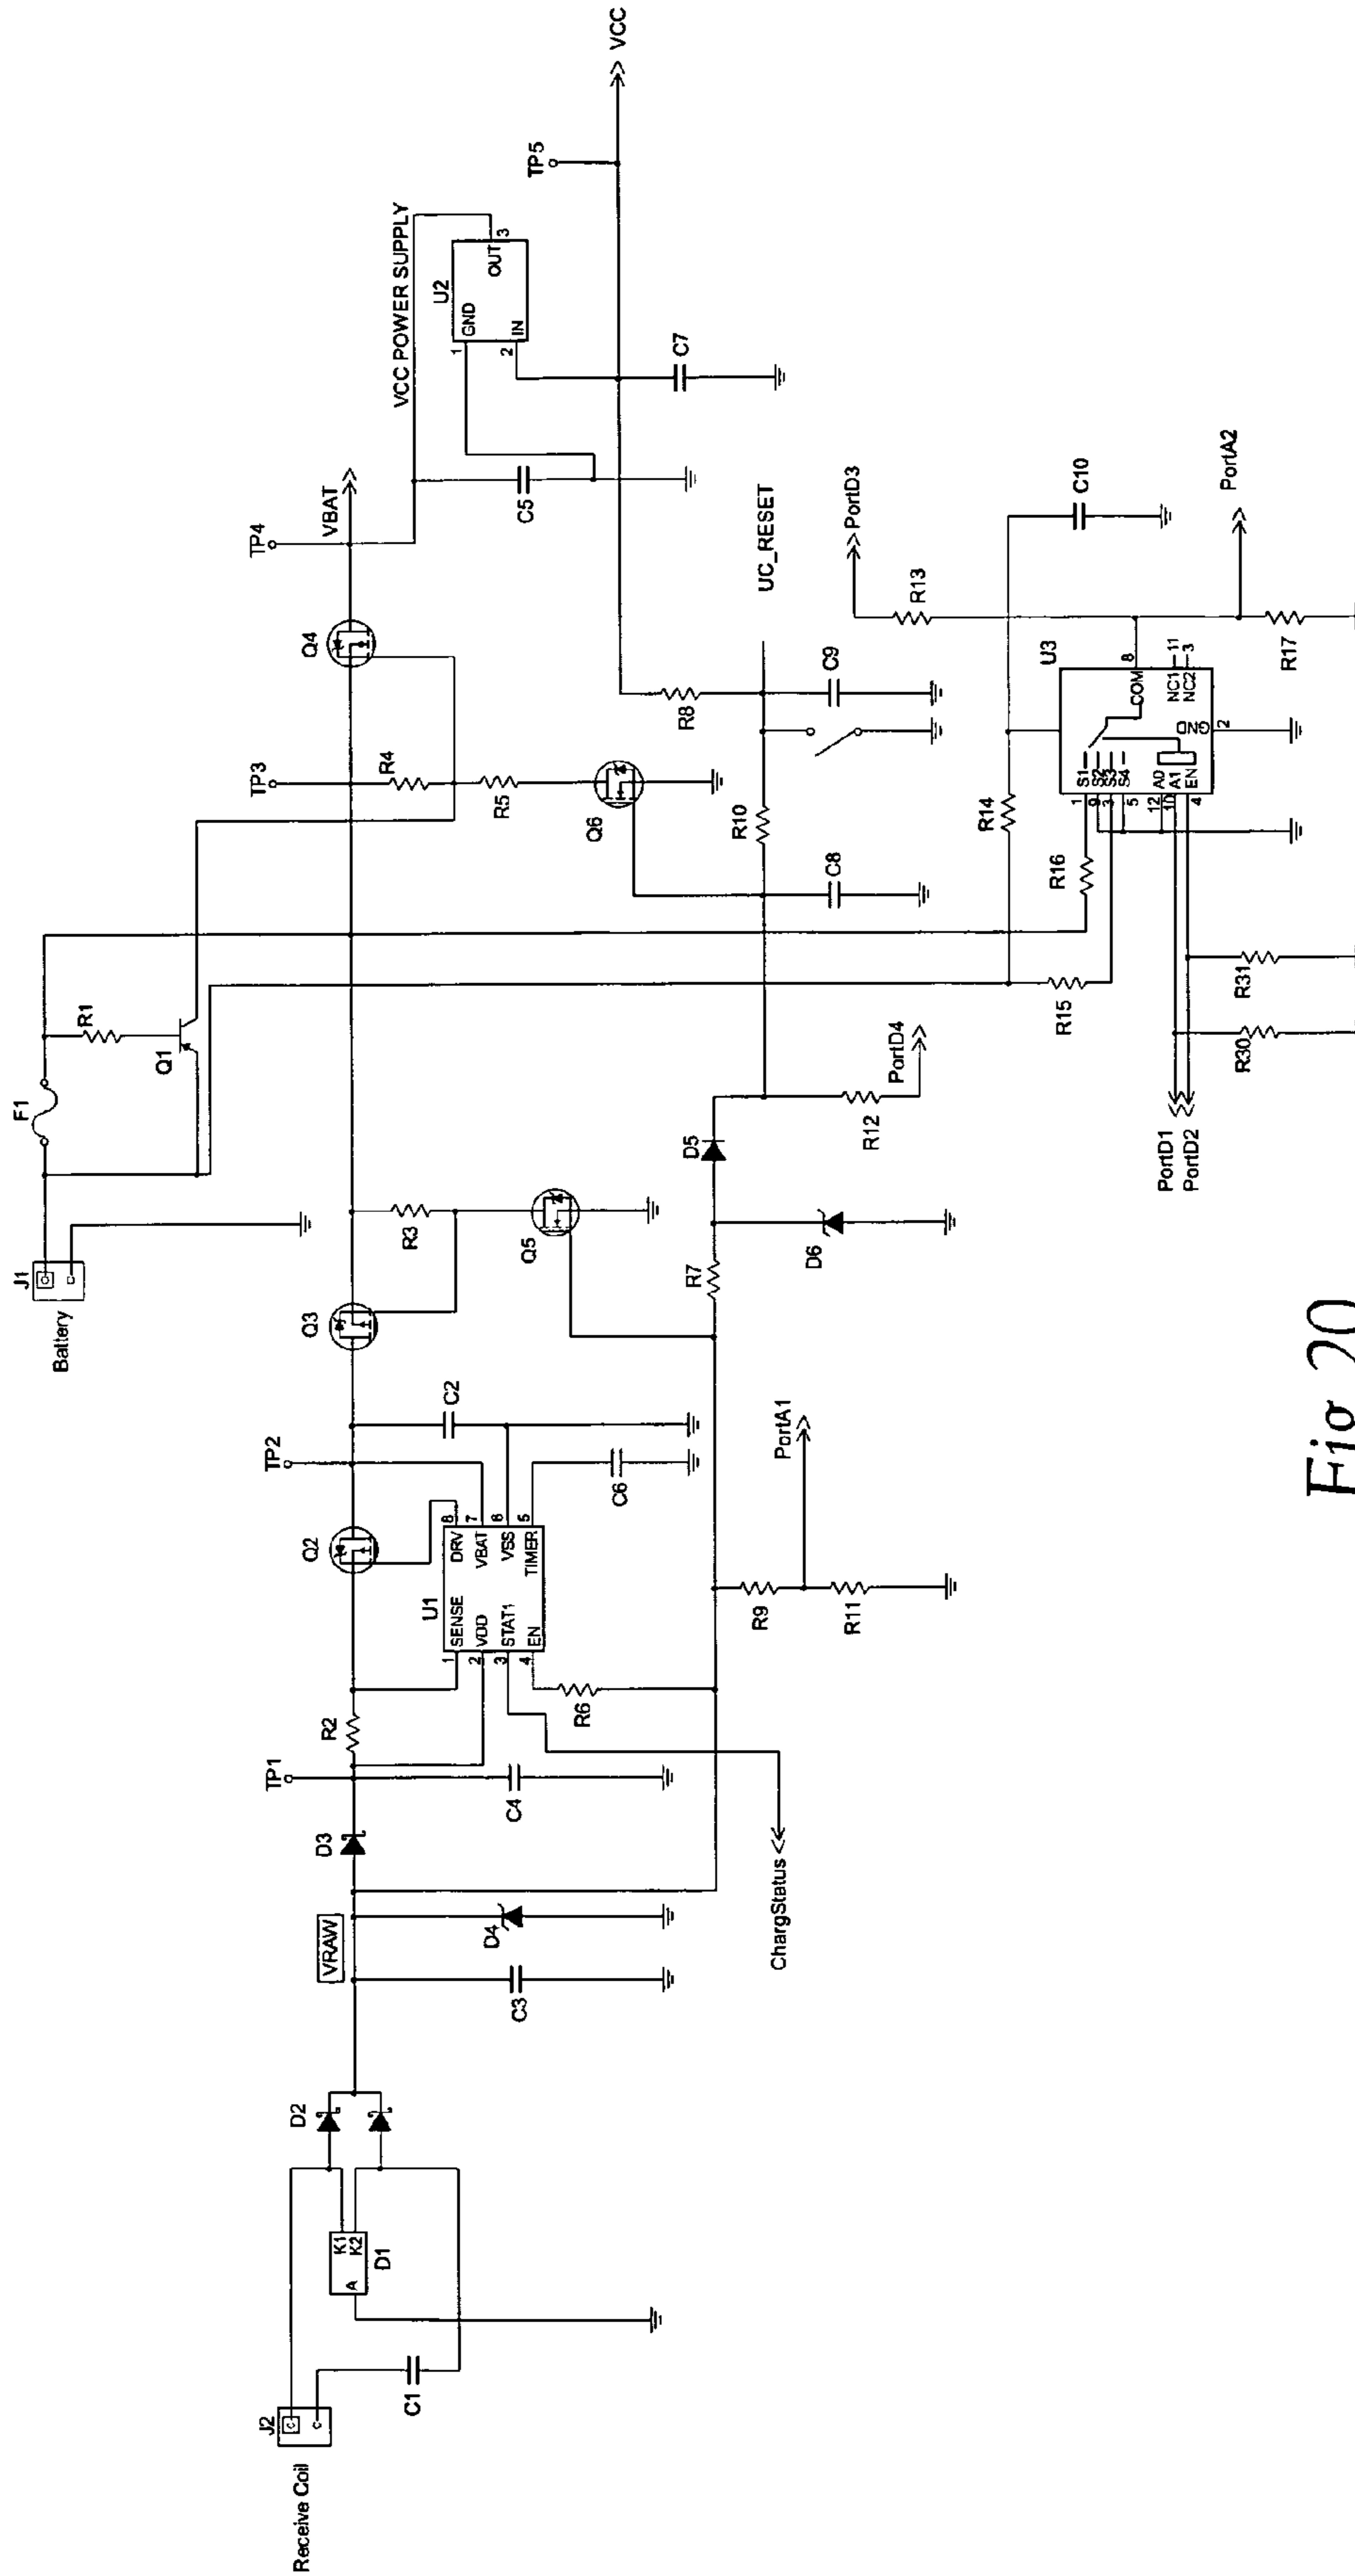 Receive Coil
J2
C1
A
K1
K2
D1
D2
VRAW
C3
D4
D3
TP1
C4
R2
ChargStatus
U1
1
SENSE
2
VDD
3
STAT1
4
EN
DRV
8
VBAT
7
VSS
6
TIMER
5
R6
Q2
TP2
C2
C6
R9
R11
PortA1
Q3
Battery
J1
F1
R1
Q1
R3
Q5
R7
D6
D5
R12
PortD4
TP3
R4
R5
Q6
C8
R10
Q4
TP4
VBAT
R8
C9
UC_RESET
VCC POWER SUPPLY
C5
U2
1
GND
2
IN
OUT
3
C7
TP5
VCC
PortD3
R13
R14
R15
R16
C10
U3
1
S1
9
S2
3
S3
5
S4
12
A0
10
A1
4
EN
COM
8
NC1
11
NC2
3
GND
2
PortA2
R17
R30
R31
PortD1
PortD2
Fig 20